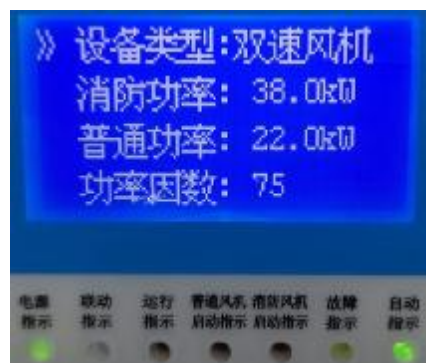 》 设备类型:双速风机
消防功率: 38.0kW
普通功率: 22.0kW
功率因数: 75
电源指示 联动指示 运行指示 普通风机启动指示 消防风机启动指示 故障指示 自动指示